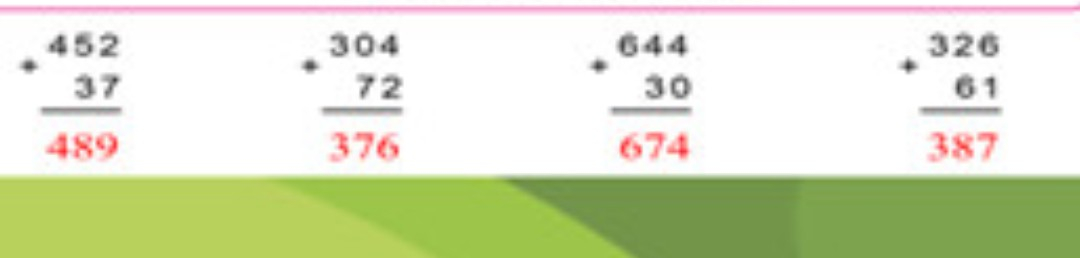 452 304 644 326
+ + + +
37 72 30 61
489 376 674 387